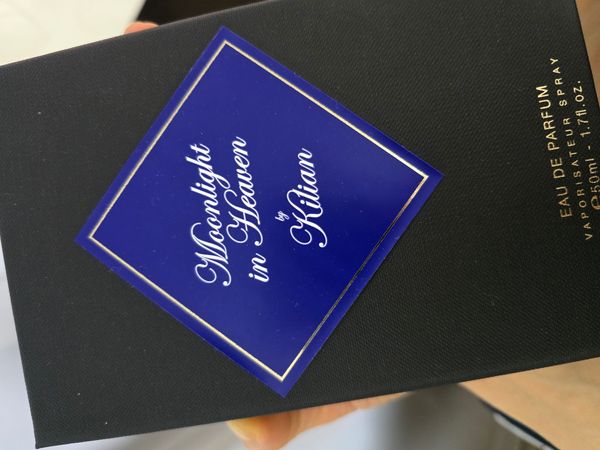 Moonlight
in Heaven
by
Kilian
EAU DE PARFUM
VAPORISATEUR SPRAY
℮50ml - 1.7fl.oz.